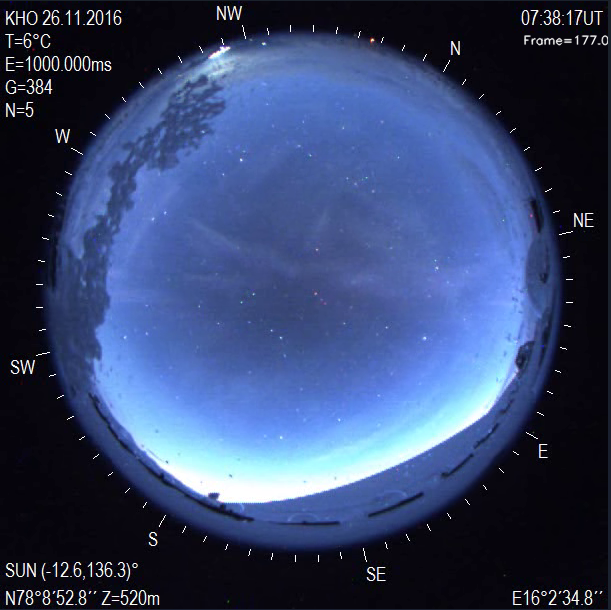 KHO 26.11.2016
07:38:17UT
T=6°C
Frame=177.0
E=1000.000ms
G=384
N=5
NW
N
W
NE
SW
E
S
SE
SUN (-12.6,136.3)°
N78°8'52.8'' Z=520m
E16°2'34.8''